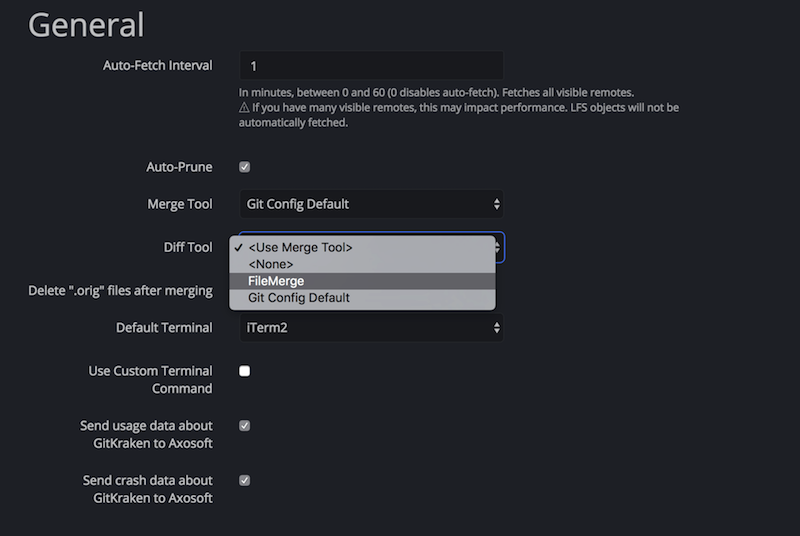 General
Auto-Fetch Interval
1
In minutes, between 0 and 60 (0 disables auto-fetch). Fetches all visible remotes.
⚠ If you have many visible remotes, this may impact performance. LFS objects will not be
automatically fetched.
Auto-Prune
Merge Tool
Git Config Default
Diff Tool
✓ <Use Merge Tool>
<None>
FileMerge
Git Config Default
Delete ".orig" files after merging
Default Terminal
iTerm2
Use Custom Terminal
Command
Send usage data about
GitKraken to Axosoft
Send crash data about
GitKraken to Axosoft